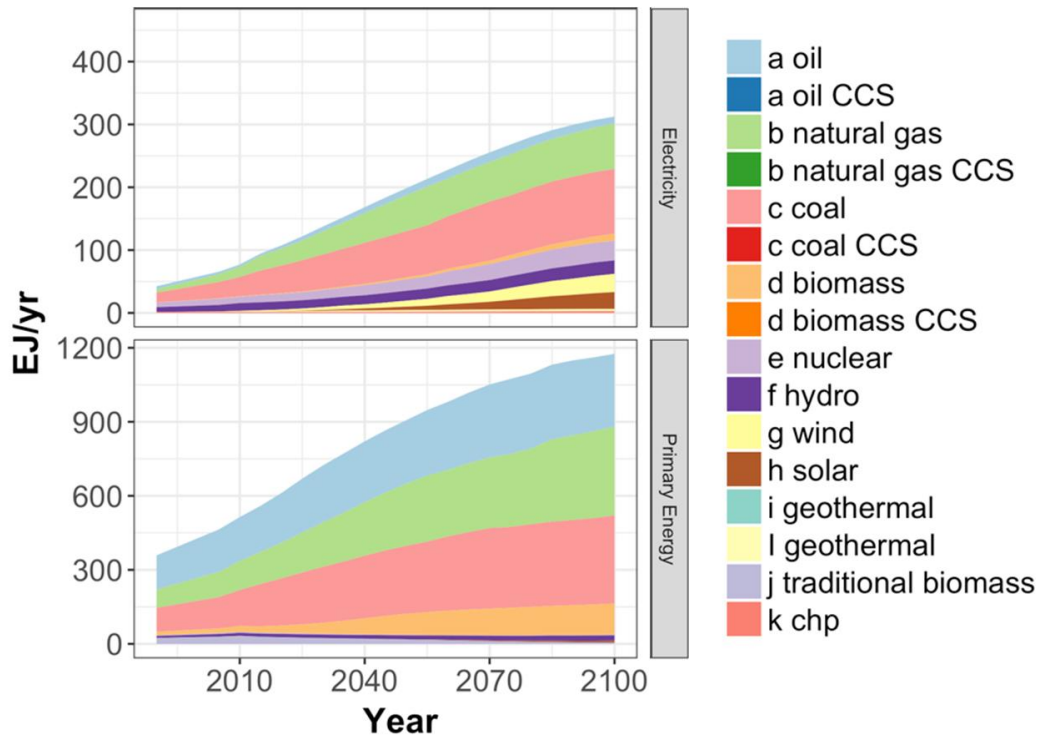 400
300
200
100
0
Electricity
1200
900
600
300
0
Primary Energy
EJ/yr
2010 2040 2070 2100
Year
a oil
a oil CCS
b natural gas
b natural gas CCS
c coal
c coal CCS
d biomass
d biomass CCS
e nuclear
f hydro
g wind
h solar
i geothermal
l geothermal
j traditional biomass
k chp